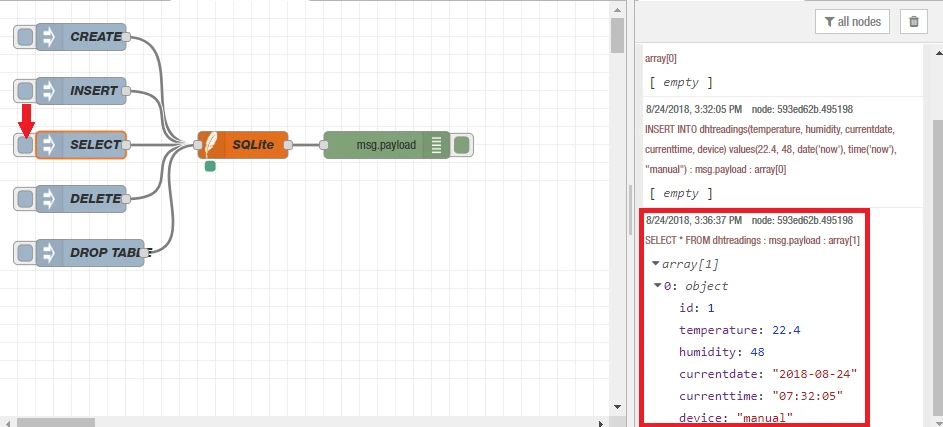 CREATE
INSERT
SELECT
DELETE
DROP TABLE
SQLite
msg.payload
all nodes
array[0]
[ empty ]
8/24/2018, 3:32:05 PM node: 593ed62b.495198
INSERT INTO dhtreadings(temperature, humidity, currentdate,
currenttime, device) values(22.4, 48, date('now'), time('now'),
"manual") : msg.payload : array[0]
[ empty ]
8/24/2018, 3:36:37 PM node: 593ed62b.495198
SELECT * FROM dhtreadings : msg.payload : array[1]
array[1]
0: object
id: 1
temperature: 22.4
humidity: 48
currentdate: "2018-08-24"
currenttime: "07:32:05"
device: "manual"